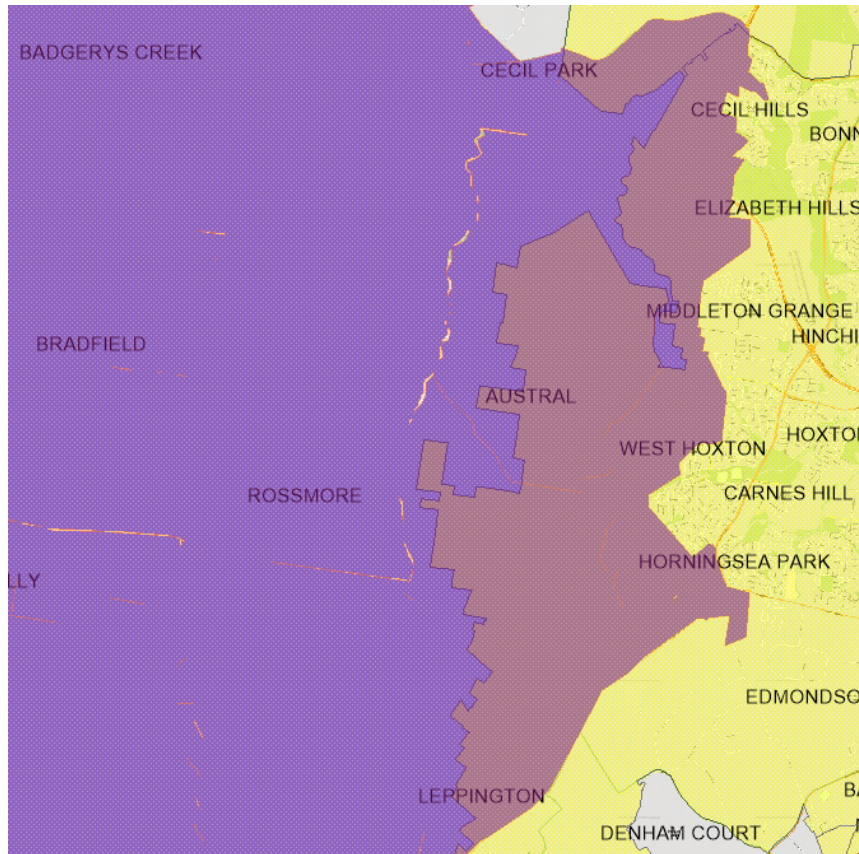 BADGERYS CREEK
CECIL PARK
CECIL HILLS
BONN
ELIZABETH HILLS
MIDDLETON GRANGE
HINCHI
BRADFIELD
AUSTRAL
HOXTO
WEST HOXTON
ROSSMORE
CARNES HILL
HORNINGSEA PARK
LLY
EDMONDSO
LEPPINGTON
BA
DENHAM COURT